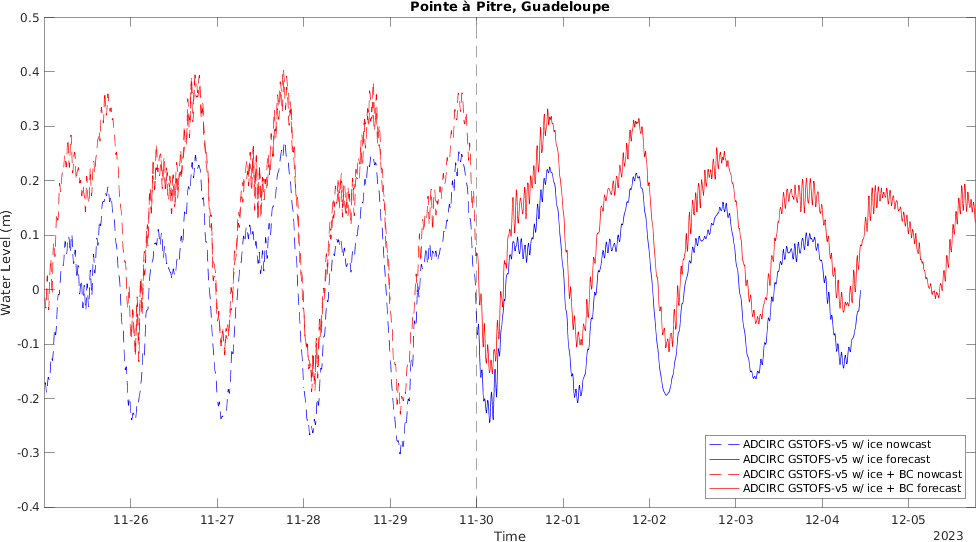 Pointe à Pitre, Guadeloupe
0.5
0.4
0.3
0.2
0.1
0
-0.1
-0.2
-0.3
-0.4
Water Level (m)
ADCIRC GSTOFS-v5 w/ ice nowcast
ADCIRC GSTOFS-v5 w/ ice forecast
ADCIRC GSTOFS-v5 w/ ice + BC nowcast
ADCIRC GSTOFS-v5 w/ ice + BC forecast
11-26 11-27 11-28 11-29 11-30 12-01 12-02 12-03 12-04 12-05
Time
2023